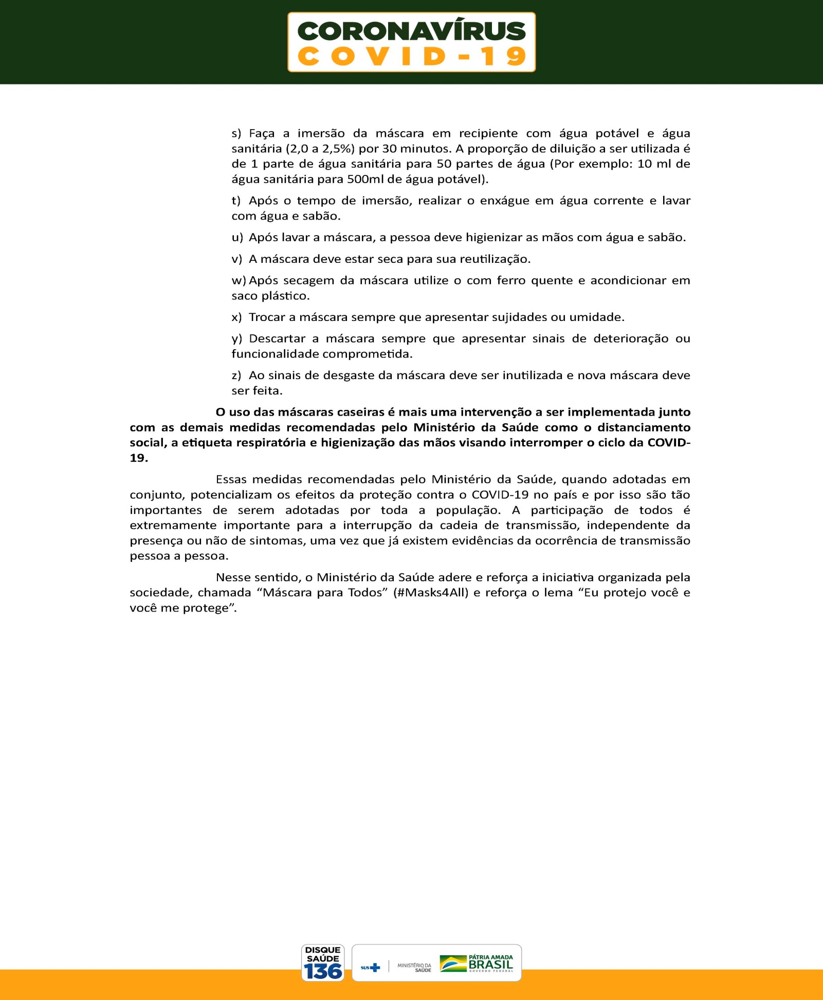 CORONAVÍRUS
COVID-19
s) Faça a imersão da máscara em recipiente com água potável e água
sanitária (2,0 a 2,5%) por 30 minutos. A proporção de diluição a ser utilizada é
de 1 parte de água sanitária para 50 partes de água (Por exemplo: 10 ml de
água sanitária para 500ml de água potável).
t) Após o tempo de imersão, realizar o enxágue em água corrente e lavar
com água e sabão.
u) Após lavar a máscara, a pessoa deve higienizar as mãos com água e sabão.
v) A máscara deve estar seca para sua reutilização.
w) Após secagem da máscara utilize o com ferro quente e acondicionar em
saco plástico.
x) Trocar a máscara sempre que apresentar sujidades ou umidade.
y) Descartar a máscara sempre que apresentar sinais de deterioração ou
funcionalidade comprometida.
z) Ao sinais de desgaste da máscara deve ser inutilizada e nova máscara deve
ser feita.
O uso das máscaras caseiras é mais uma intervenção a ser implementada junto
com as demais medidas recomendadas pelo Ministério da Saúde como o distanciamento
social, a etiqueta respiratória e higienização das mãos visando interromper o ciclo da COVID-
19.
Essas medidas recomendadas pelo Ministério da Saúde, quando adotadas em
conjunto, potencializam os efeitos da proteção contra o COVID-19 no país e por isso são tão
importantes de serem adotadas por toda a população. A participação de todos é
extremamente importante para a interrupção da cadeia de transmissão, independente da
presença ou não de sintomas, uma vez que já existem evidências da ocorrência de transmissão
pessoa a pessoa.
Nesse sentido, o Ministério da Saúde adere e reforça a iniciativa organizada pela
sociedade, chamada “Máscara para Todos” (#Masks4All) e reforça o lema “Eu protejo você e
você me protege”.
DISQUE
SAÚDE
136
SUS
MINISTÉRIO DA
SAÚDE
PÁTRIA AMADA
BRASIL
GOVERNO FEDERAL